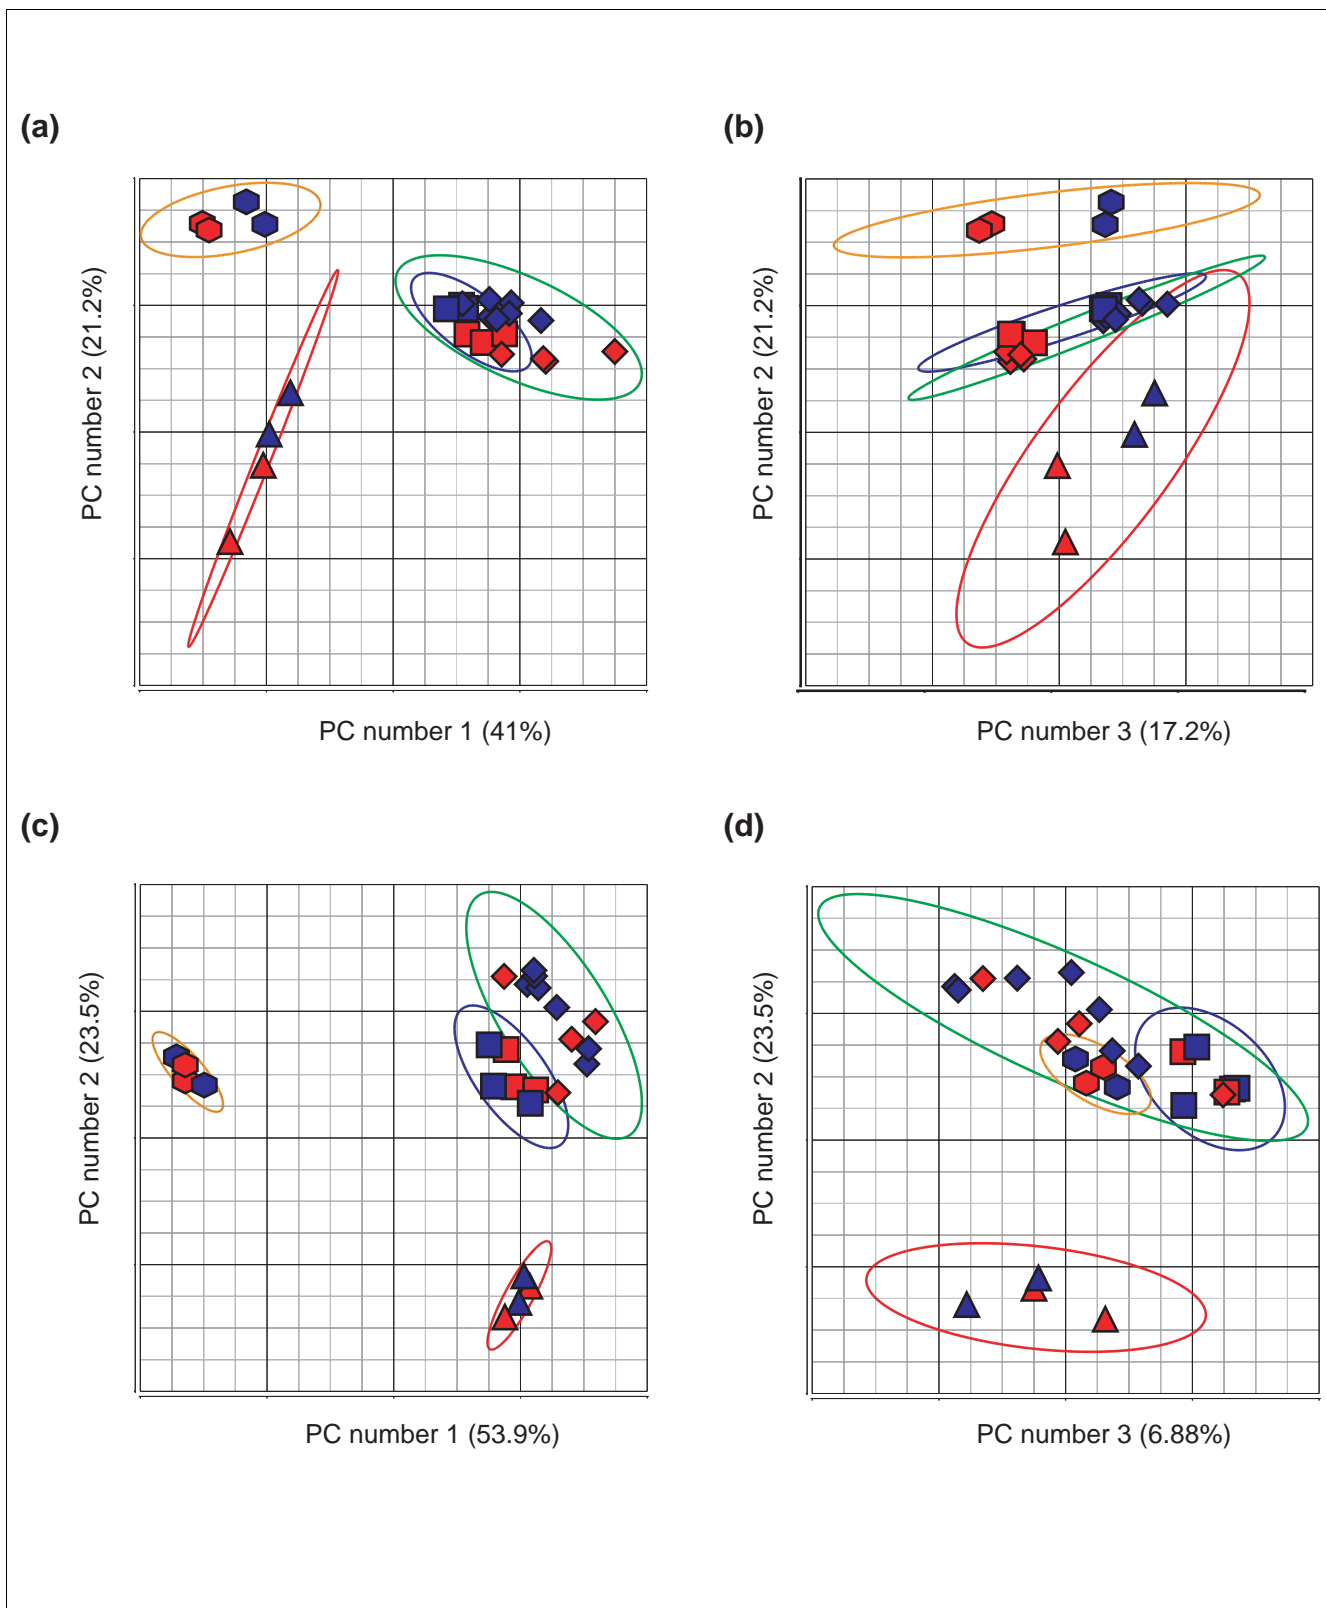 (a)
(b)
PC number 2 (21.2%)
PC number 2 (21.2%)
PC number 1 (41%)
PC number 3 (17.2%)
(c)
(d)
PC number 2 (23.5%)
PC number 2 (23.5%)
PC number 1 (53.9%)
PC number 3 (6.88%)